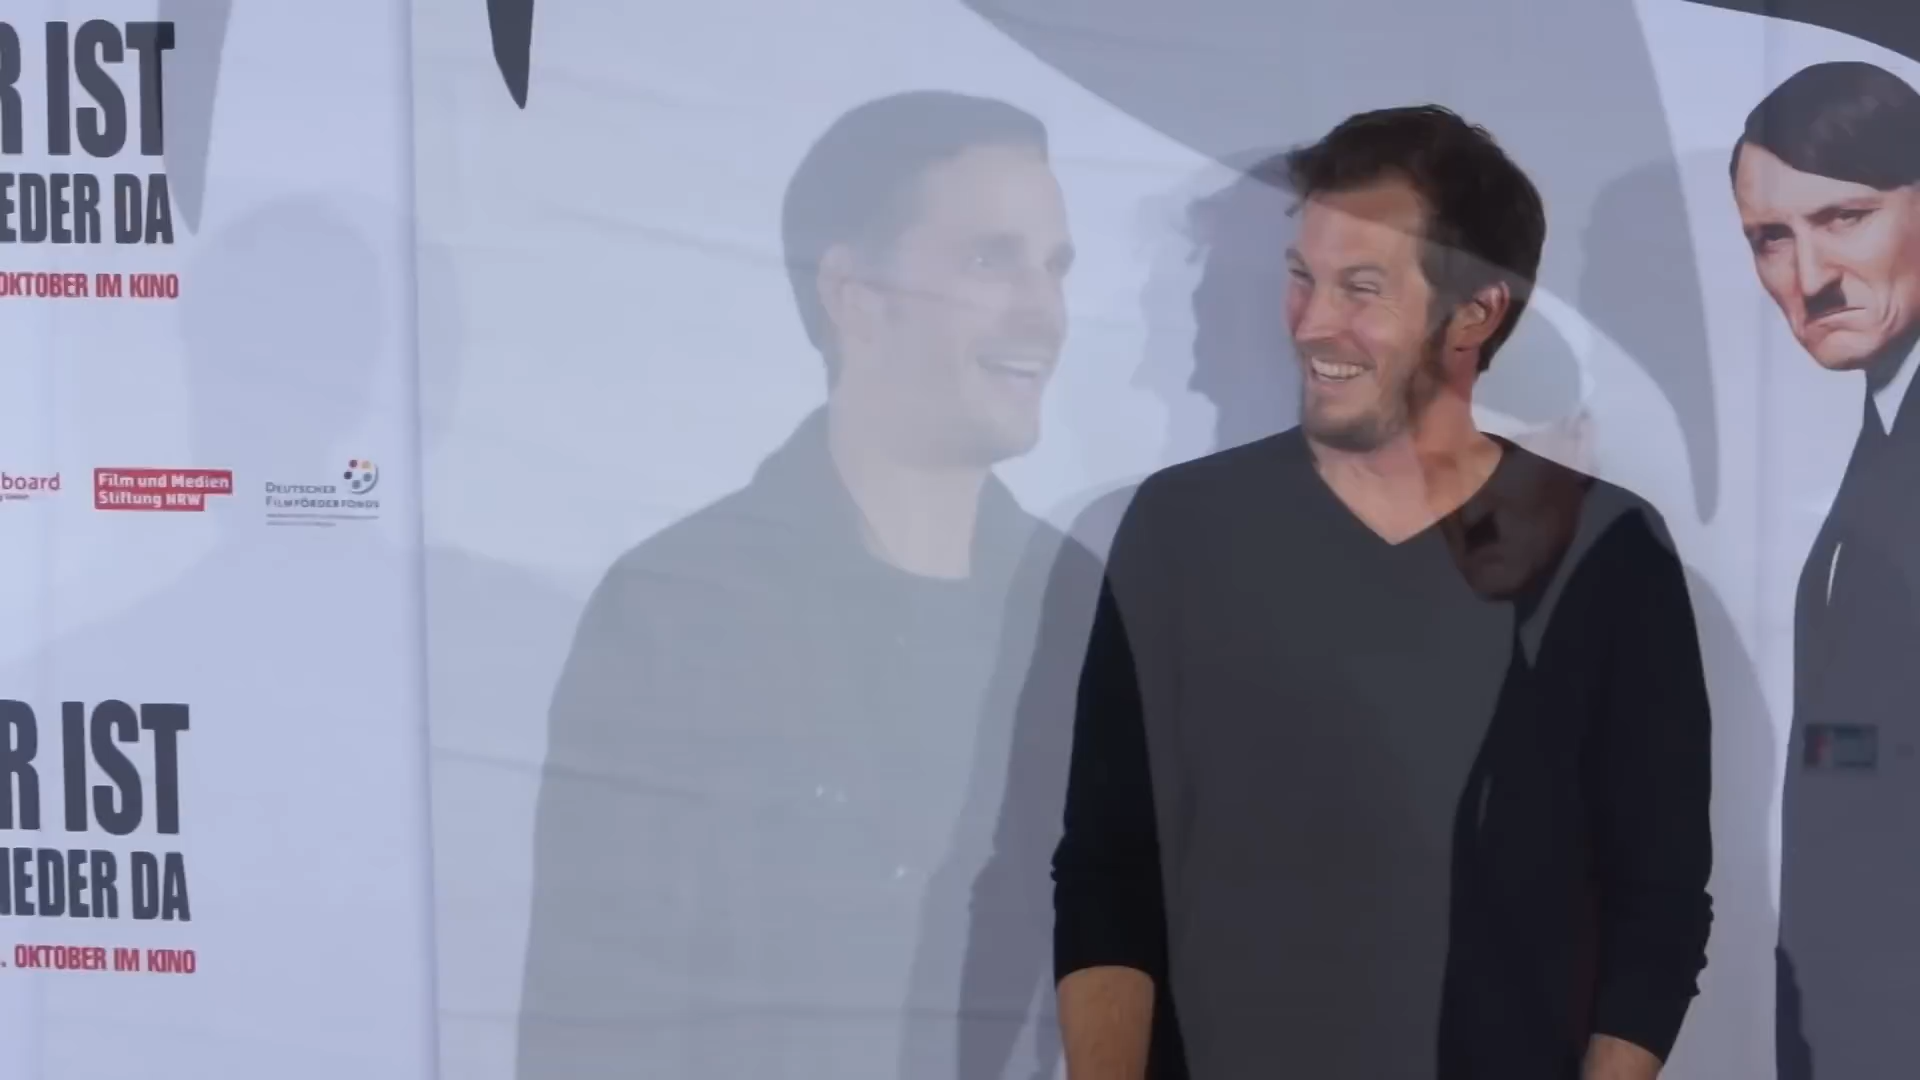 R IST
EDER DA
OKTOBER IM KINO
board
Film und Medien
Stiftung NRW
DEUTSCHER
FILMFÖRDERFONDS
R IST
IEDER DA
. OKTOBER IM KINO